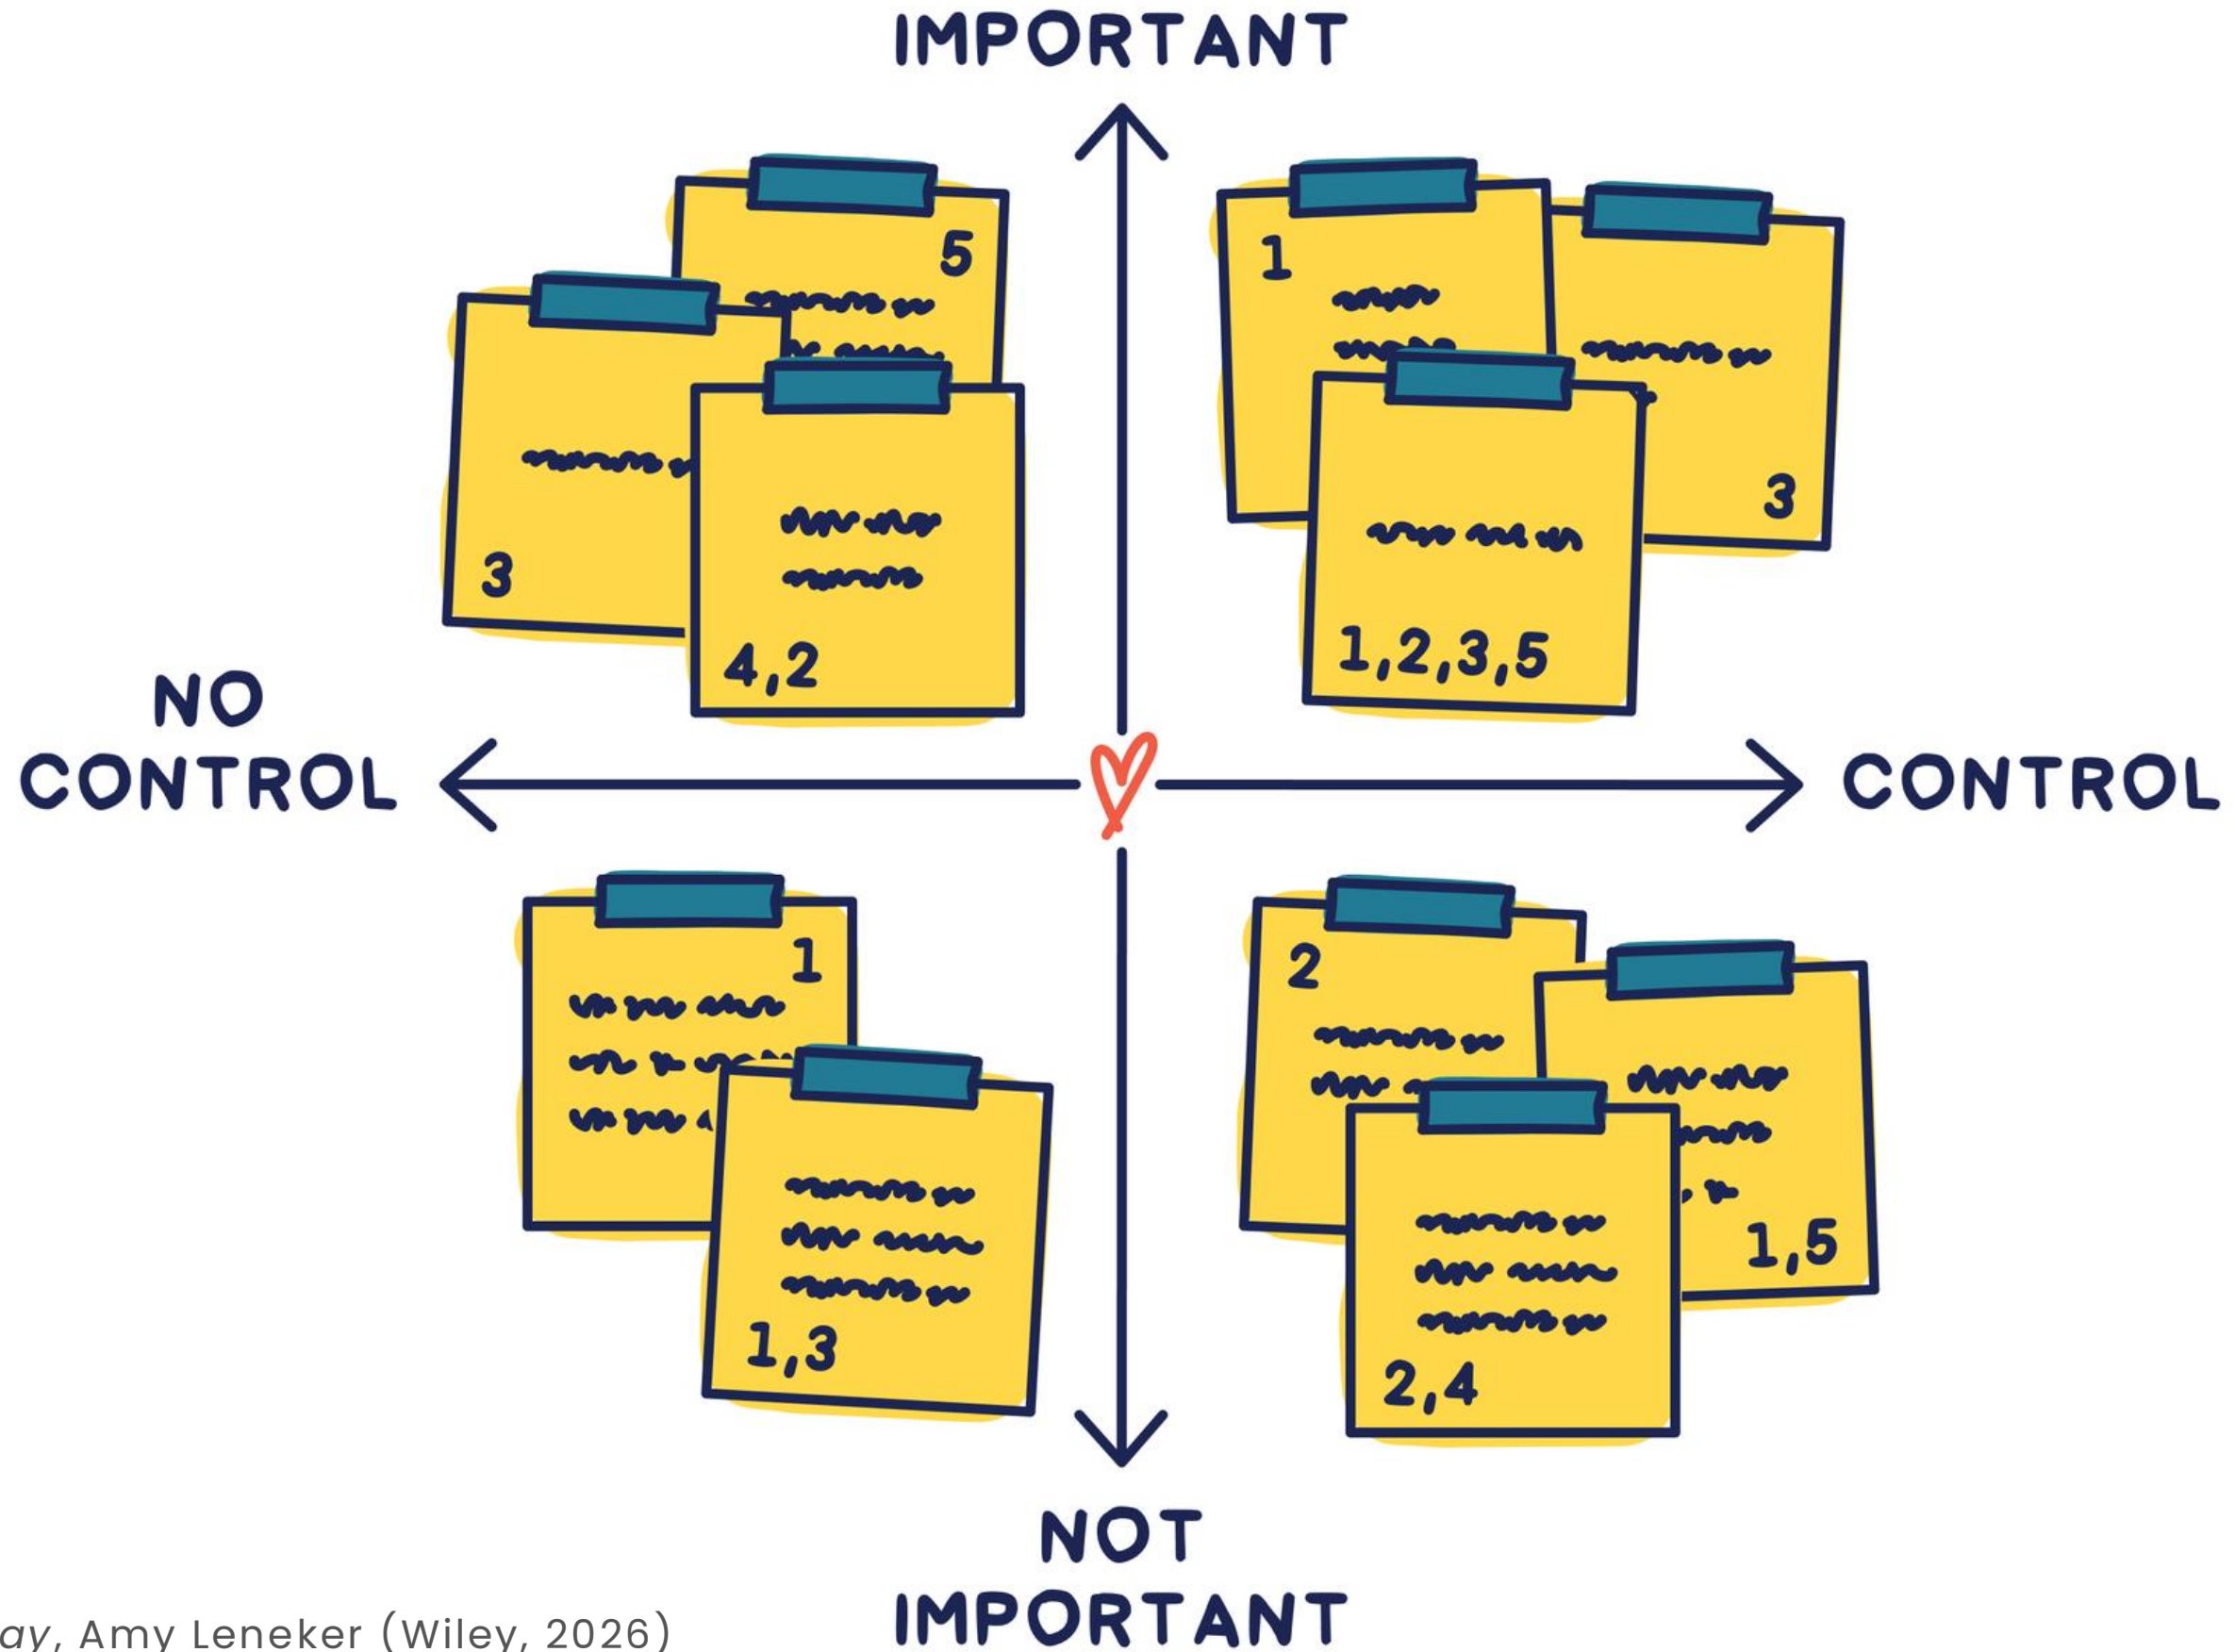 IMPORTANT
5
1
3
3
4,2
1,2,3,5
NO
CONTROL
CONTROL
1
2
1,5
1,3
2,4
NOT
IMPORTANT
ay, Amy Leneker (Wiley, 2026)